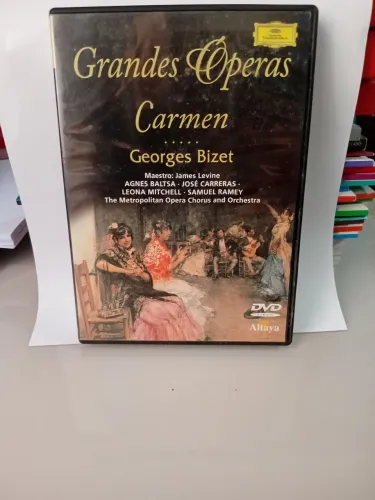 Grandes Óperas
Carmen
Georges Bizet
Maestro: James Levine
AGNES BALTSA · JOSÉ CARRERAS ·
LEONA MITCHELL · SAMUEL RAMEY
The Metropolitan Opera Chorus and Orchestra
DVD
Altaya